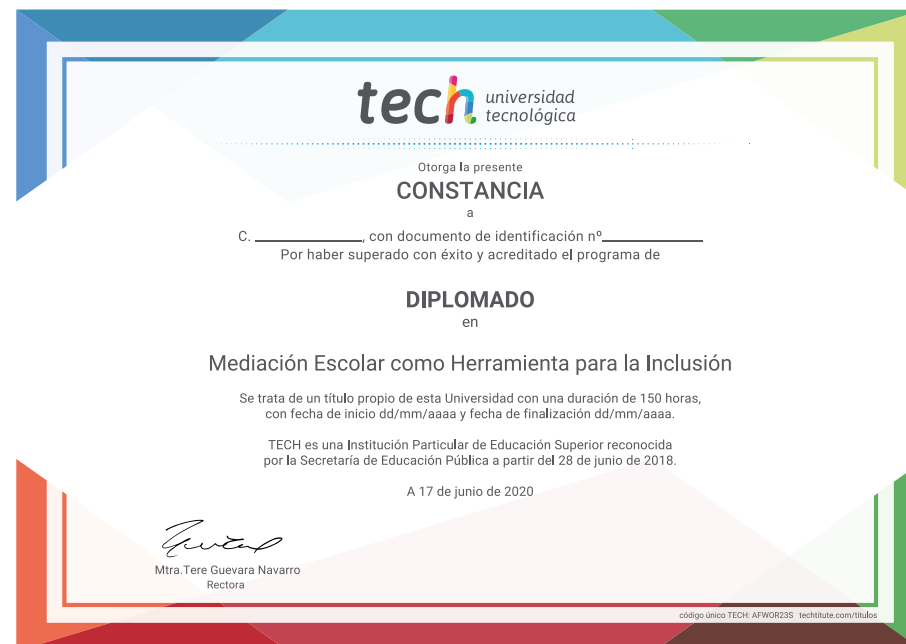 tech universidad
tecnológica
Otorga la presente
CONSTANCIA
a
C. ____________, con documento de identificación nº____________
Por haber superado con éxito y acreditado el programa de
DIPLOMADO
en
Mediación Escolar como Herramienta para la Inclusión
Se trata de un título propio de esta Universidad con una duración de 150 horas,
con fecha de inicio dd/mm/aaaa y fecha de finalización dd/mm/aaaa.
TECH es una Institución Particular de Educación Superior reconocida
por la Secretaría de Educación Pública a partir del 28 de junio de 2018.
A 17 de junio de 2020
Mtra.Tere Guevara Navarro
Rectora
código único TECH: AFWOR23S techtitute.com/titulos